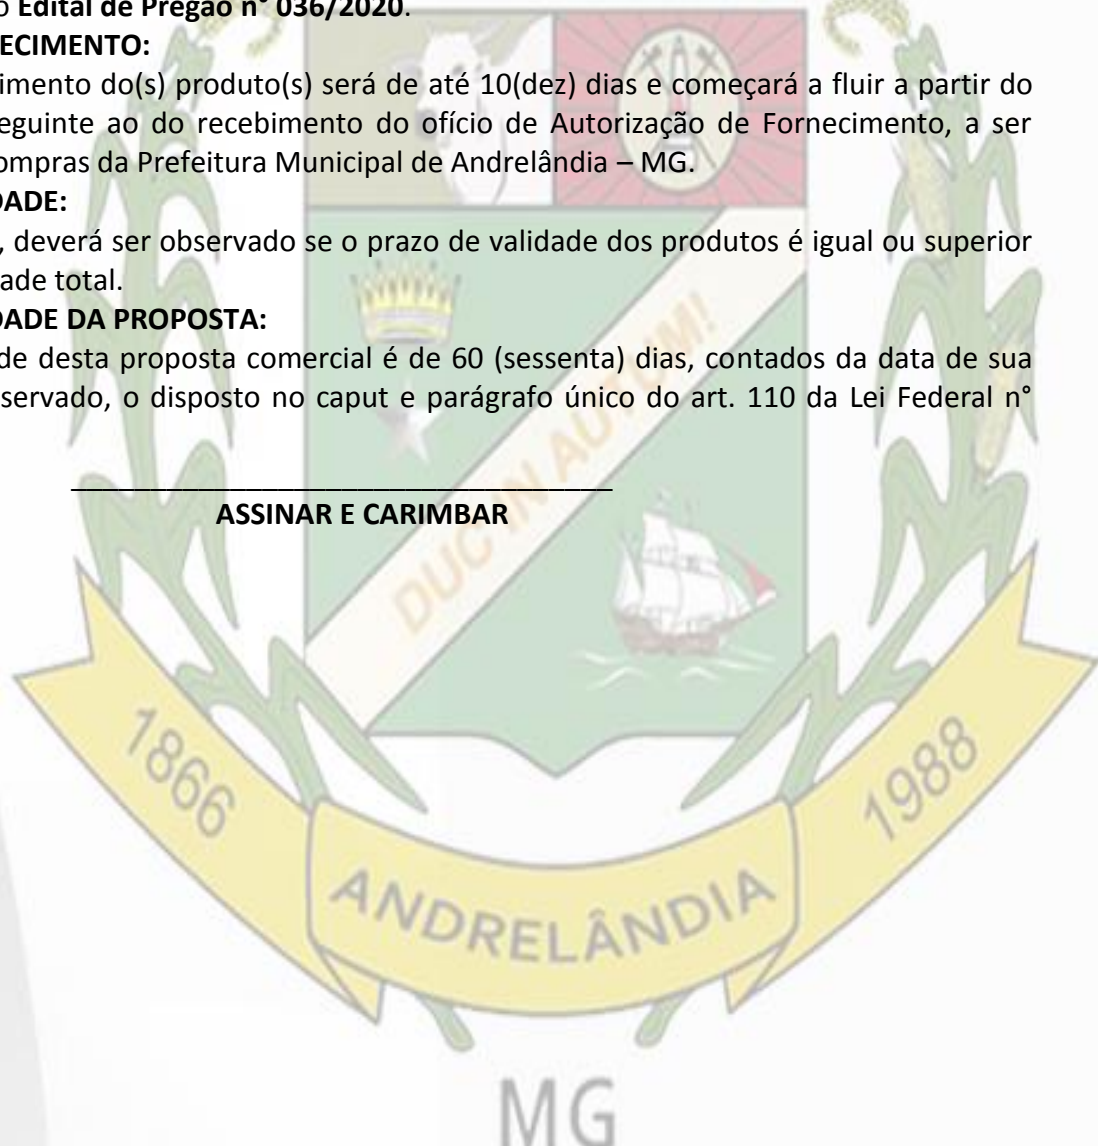 o Edital de Pregão n° 036/2020.
ECIMENTO:
imento do(s) produto(s) será de até 10(dez) dias e começará a fluir a partir do
eguinte ao do recebimento do ofício de Autorização de Fornecimento, a ser
ompras da Prefeitura Municipal de Andrelândia – MG.
DADE:
, deverá ser observado se o prazo de validade dos produtos é igual ou superior
ade total.
DADE DA PROPOSTA:
de desta proposta comercial é de 60 (sessenta) dias, contados da data de sua
servado, o disposto no caput e parágrafo único do art. 110 da Lei Federal n°
__________________________________
ASSINAR E CARIMBAR
DUC IN ALTUM!
1866
ANDRELÂNDIA
1988
MG